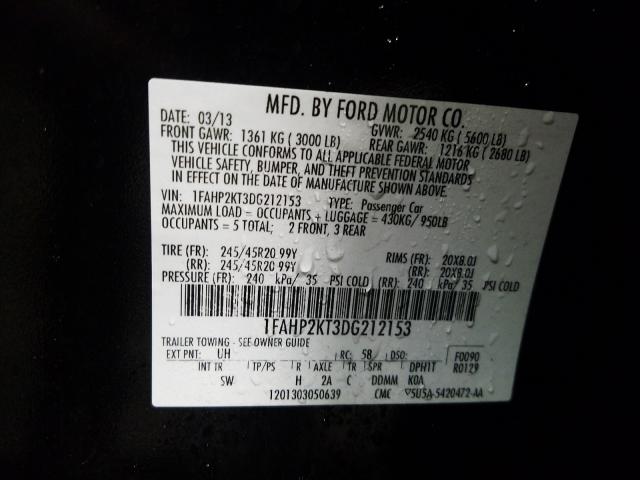 MFD. BY FORD MOTOR CO.
DATE: 03/13 GVWR: 2540 KG ( 5600 LB)
FRONT GAWR: 1361 KG ( 3000 LB) REAR GAWR: 1216 KG ( 2680 LB)
THIS VEHICLE CONFORMS TO ALL APPLICABLE FEDERAL MOTOR
VEHICLE SAFETY, BUMPER, AND THEFT PREVENTION STANDARDS
IN EFFECT ON THE DATE OF MANUFACTURE SHOWN ABOVE.
VIN: 1FAHP2KT3DG212153 TYPE: Passenger Car
MAXIMUM LOAD = OCCUPANTS + LUGGAGE = 430KG/ 950LB
OCCUPANTS = 5 TOTAL; 2 FRONT, 3 REAR
TIRE (FR): 245/45R20 99Y RIMS (FR): 20X8.0J
(RR): 245/45R20 99Y (RR): 20X8.0J
PRESSURE (FR): 240 kPa/ 35 PSI COLD (RR): 240 kPa/ 35 PSI COLD
1FAHP2KT3DG212153
TRAILER TOWING - SEE OWNER GUIDE
EXT PNT: UH RC: 58 DSO: F0090
INT TR TP/PS R AXLE TR SPR DPHIT R0129
SW H 2A C DDMM KOA
1201303050639 CMC ▽5U5A-5420472-AA